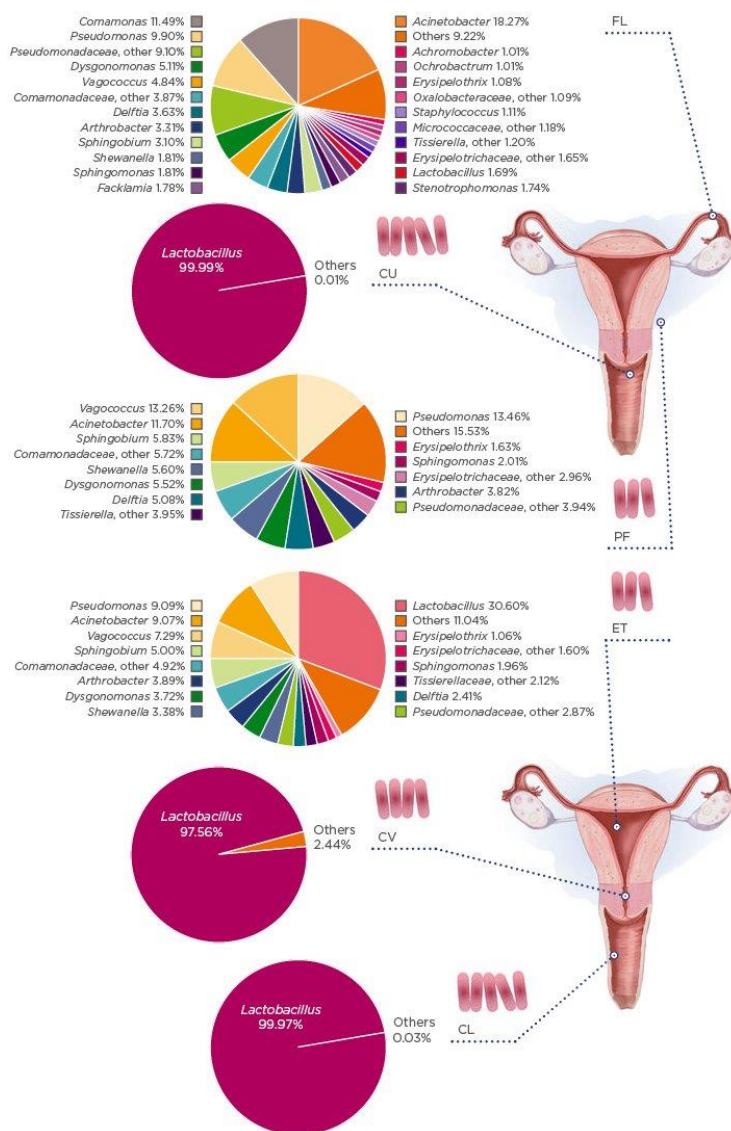 Comamonas 11.49%
Pseudomonas 9.90%
Pseudomonadaceae, other 9.10%
Dysgonomonas 5.11%
Vagococcus 4.84%
Comamonadaceae, other 3.87%
Delftia 3.63%
Arthrobacter 3.31%
Sphingobium 3.10%
Shewanella 1.81%
Sphingomonas 1.81%
Facklamia 1.78%
Acinetobacter 18.27%
Others 9.22%
Achromobacter 1.01%
Ochrobactrum 1.01%
Erysipelothrix 1.08%
Oxalobacteraceae, other 1.09%
Staphylococcus 1.11%
Micrococcaceae, other 1.18%
Tissierella, other 1.20%
Erysipelotrichaceae, other 1.65%
Lactobacillus 1.69%
Stenotrophomonas 1.74%
FL
Lactobacillus
99.99%
Others
0.01%
CU
Vagococcus 13.26%
Acinetobacter 11.70%
Sphingobium 5.83%
Comamonadaceae, other 5.72%
Shewanella 5.60%
Dysgonomonas 5.52%
Delftia 5.08%
Tissierella, other 3.95%
Pseudomonas 13.46%
Others 15.53%
Erysipelothrix 1.63%
Sphingomonas 2.01%
Erysipelotrichaceae, other 2.96%
Arthrobacter 3.82%
Pseudomonadaceae, other 3.94%
PF
Pseudomonas 9.09%
Acinetobacter 9.07%
Vagococcus 7.29%
Sphingobium 5.00%
Comamonadaceae, other 4.92%
Arthrobacter 3.89%
Dysgonomonas 3.72%
Shewanella 3.38%
Lactobacillus 30.60%
Others 11.04%
Erysipelothrix 1.06%
Erysipelotrichaceae, other 1.60%
Sphingomonas 1.96%
Tissierellaceae, other 2.12%
Delftia 2.41%
Pseudomonadaceae, other 2.87%
ET
Lactobacillus
97.56%
Others
2.44%
CV
Lactobacillus
99.97%
Others
0.03%
CL